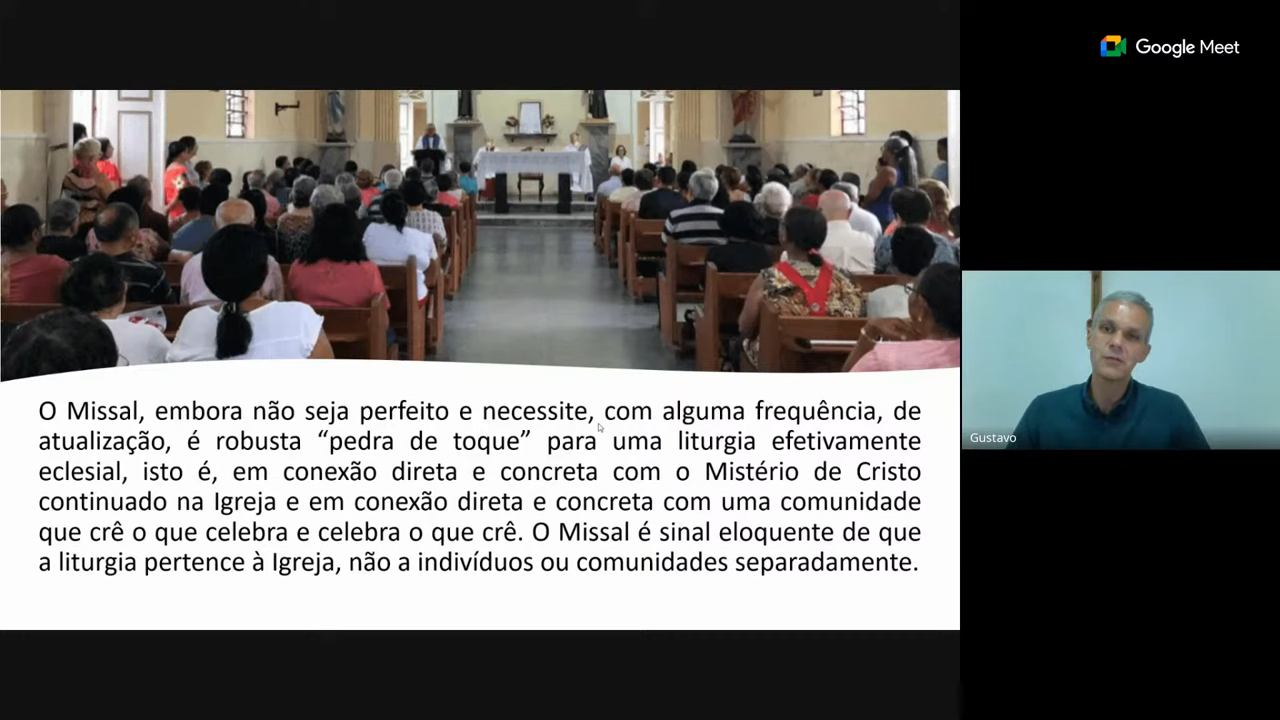 Google Meet
O Missal, embora não seja perfeito e necessite, com alguma frequência, de
atualização, é robusta “pedra de toque” para uma liturgia efetivamente
eclesial, isto é, em conexão direta e concreta com o Mistério de Cristo
continuado na Igreja e em conexão direta e concreta com uma comunidade
que crê o que celebra e celebra o que crê. O Missal é sinal eloquente de que
a liturgia pertence à Igreja, não a indivíduos ou comunidades separadamente.
Gustavo